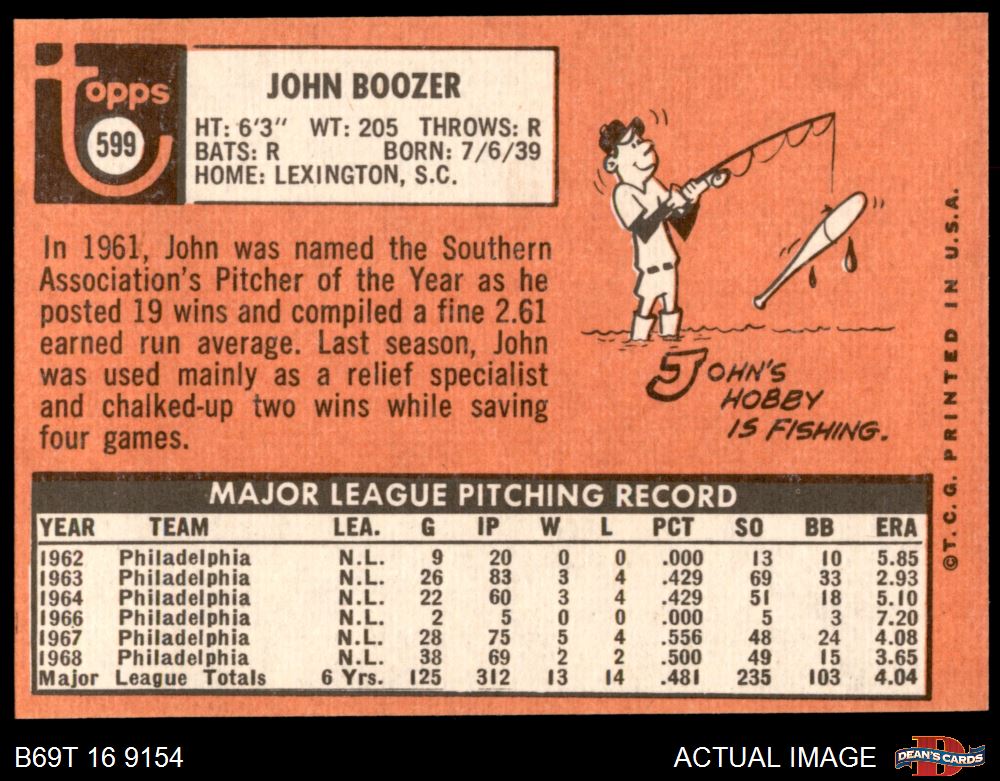 topps
599
JOHN BOOZER
HT: 6'3" WT: 205 THROWS: R
BATS: R BORN: 7/6/39
HOME: LEXINGTON, S.C.
In 1961, John was named the Southern
Association's Pitcher of the Year as he
posted 19 wins and compiled a fine 2.61
earned run average. Last season, John
was used mainly as a relief specialist
and chalked-up two wins while saving
four games.
JOHN'S
HOBBY
IS FISHING.
©T.C.G. PRINTED IN U.S.A.
MAJOR LEAGUE PITCHING RECORD
YEAR TEAM LEA. G IP W L PCT SO BB ERA
1962 Philadelphia N.L. 9 20 0 0 .000 13 10 5.85
1963 Philadelphia N.L. 26 83 3 4 .429 69 33 2.93
1964 Philadelphia N.L. 22 60 3 4 .429 51 18 5.10
1966 Philadelphia N.L. 2 5 0 0 .000 5 3 7.20
1967 Philadelphia N.L. 28 75 5 4 .556 48 24 4.08
1968 Philadelphia N.L. 38 69 2 2 .500 49 15 3.65
Major League Totals 6 Yrs. 125 312 13 14 .481 235 103 4.04
B69T 16 9154
ACTUAL IMAGE
DEAN'S CARDS